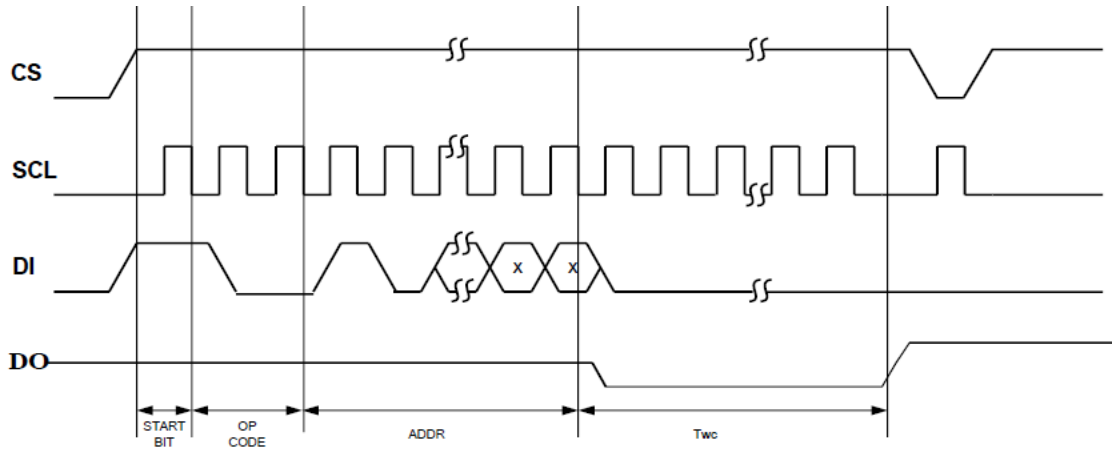 CS
SCL
DI
X
X
DO
START
BIT
OP
CODE
ADDR
Twc